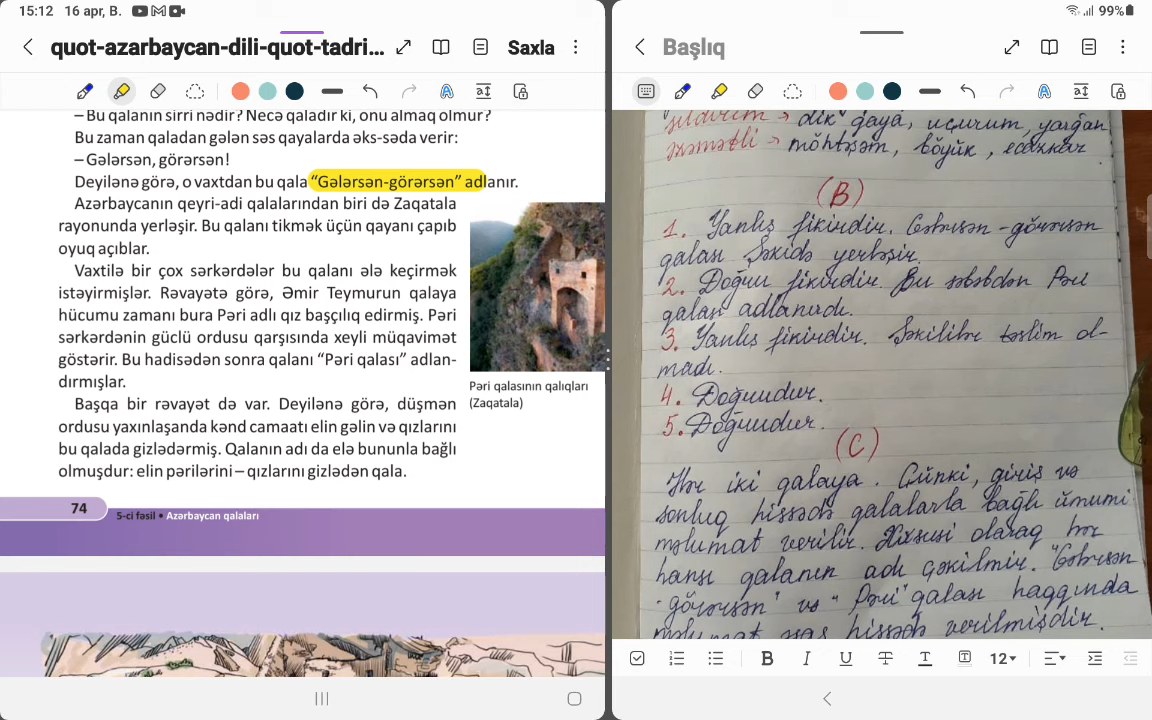 15:12 16 apr, B.
99%
quot-azarbaycan-dili-quot-tadri...
Saxla
– Bu qalanın sirri nədir? Necə qaladır ki, onu almaq olmur?
Bu zaman qaladan gələn səs qayalarda əks-səda verir:
– Gələrsən, görərsən!
Deyilənə görə, o vaxtdan bu qala “Gələrsən-görərsən” adlanır.
Azərbaycanın qeyri-adi qalalarından biri də Zaqatala
rayonunda yerləşir. Bu qalanı tikmək üçün qayanı çapıb
oyuq açıblar.
Vaxtilə bir çox sərkərdələr bu qalanı ələ keçirmək
istəyirmişlər. Rəvayətə görə, Əmir Teymurun qalaya
hücumu zamanı bura Pəri adlı qız başçılıq edirmiş. Pəri
sərkərdənin güclü ordusu qarşısında xeyli müqavimət
göstərir. Bu hadisədən sonra qalanı “Pəri qalası” adlan-
dırmışlar.
Başqa bir rəvayət də var. Deyilənə görə, düşmən
ordusu yaxınlaşanda kənd camaatı elin gəlin və qızlarını
bu qalada gizlədərmiş. Qalanın adı da elə bununla bağlı
olmuşdur: elin pərilərini – qızlarını gizlədən qala.
Pəri qalasının qalıqları
(Zaqatala)
74
5-ci fəsil • Azərbaycan qalaları
Başlıq
sıldırım → dik qaya, uçurum, yarğan
əzəmətli → möhtəşəm, böyük,
(B)
1. Yanlış fikirdir. Gələrsən-görərsən
qalası Şəkidə yerləşir.
2. Doğru fikirdir. Bu səbəbdən Pəri
qalası adlanırdı.
3. Yanlış fikirdir. Şəkililər təslim ol-
madı.
4. Doğrudur.
5. Doğrudur.
(C)
Hər iki qalaya. Çünki, giriş və
sonluq hissədə qalalarla bağlı ümumi
məlumat verilir. Xüsusi olaraq hər
hansı qalanın adı çəkilmir. "Gələrsən
-görərsən" və "Pəri" qalası haqqında
məlumat əsas hissədə verilmişdir.
B I U T T 12